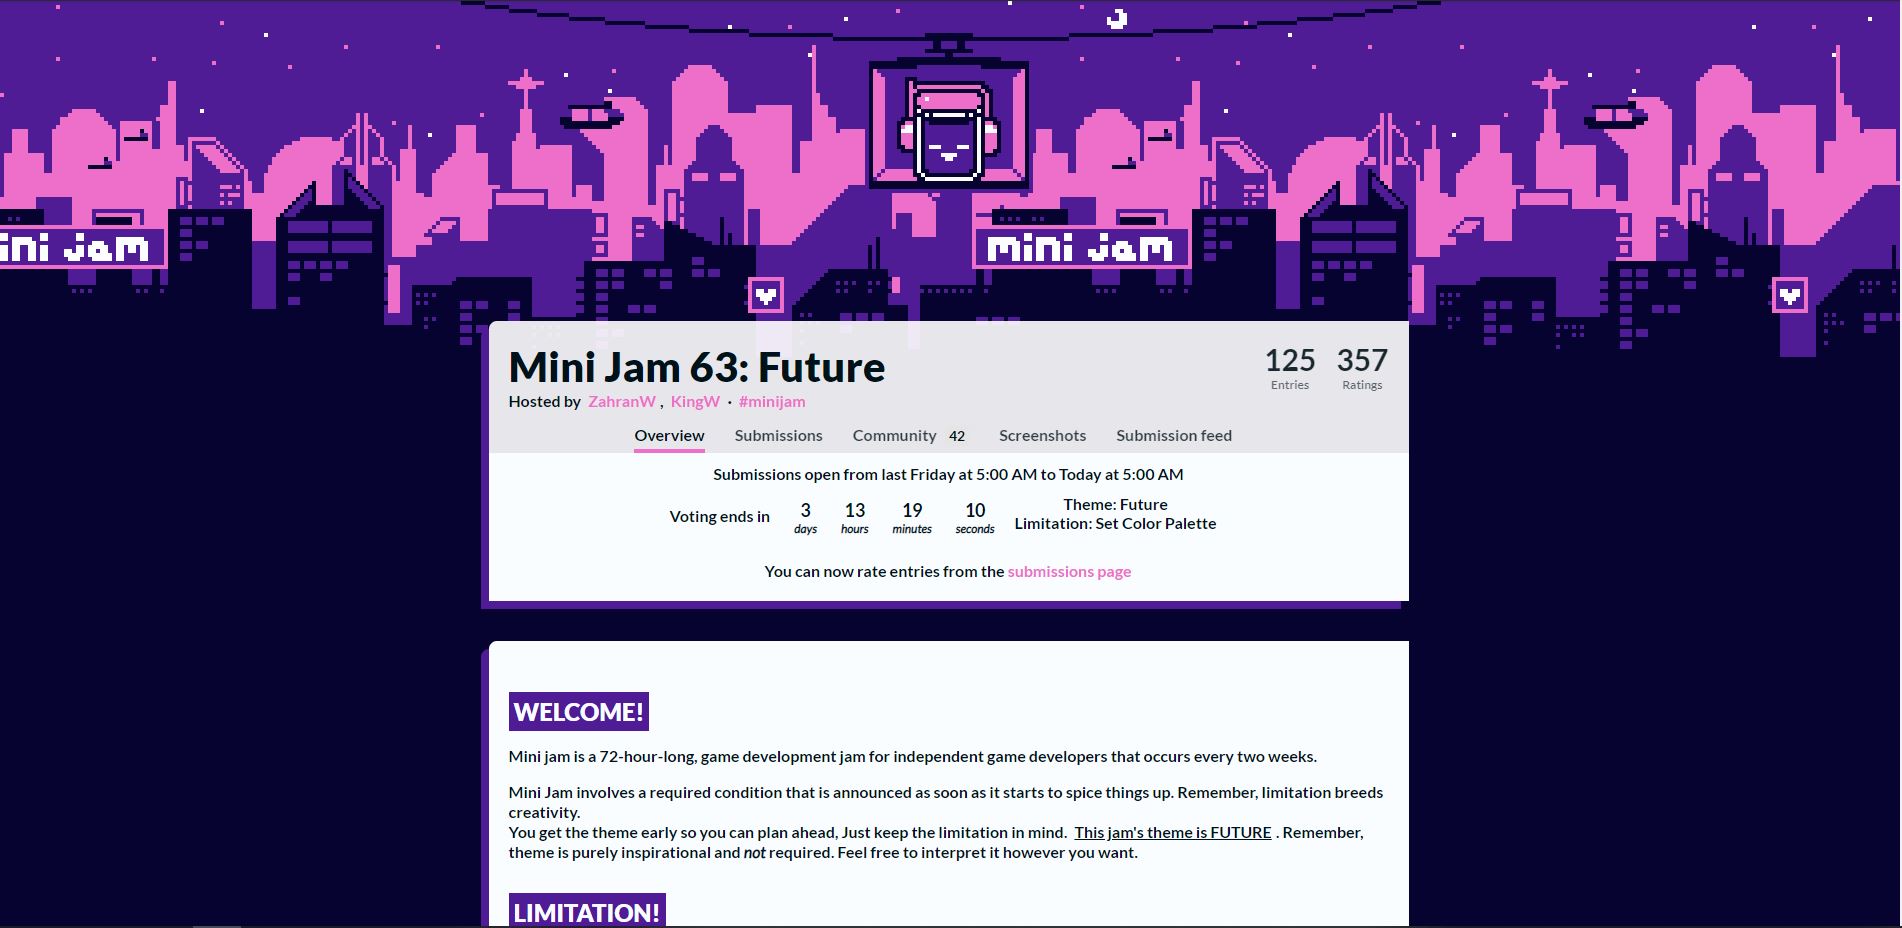 ini jam
mini jam
Mini Jam 63: Future
125 357
Entries Ratings
Hosted by ZahranW , KingW · #minijam
Overview Submissions Community 42 Screenshots Submission feed
Submissions open from last Friday at 5:00 AM to Today at 5:00 AM
Voting ends in 3 days 13 hours 19 minutes 10 seconds
Theme: Future
Limitation: Set Color Palette
You can now rate entries from the submissions page
WELCOME!
Mini jam is a 72-hour-long, game development jam for independent game developers that occurs every two weeks.
Mini Jam involves a required condition that is announced as soon as it starts to spice things up. Remember, limitation breeds
creativity.
You get the theme early so you can plan ahead, Just keep the limitation in mind. This jam's theme is FUTURE . Remember,
theme is purely inspirational and not required. Feel free to interpret it however you want.
LIMITATION!